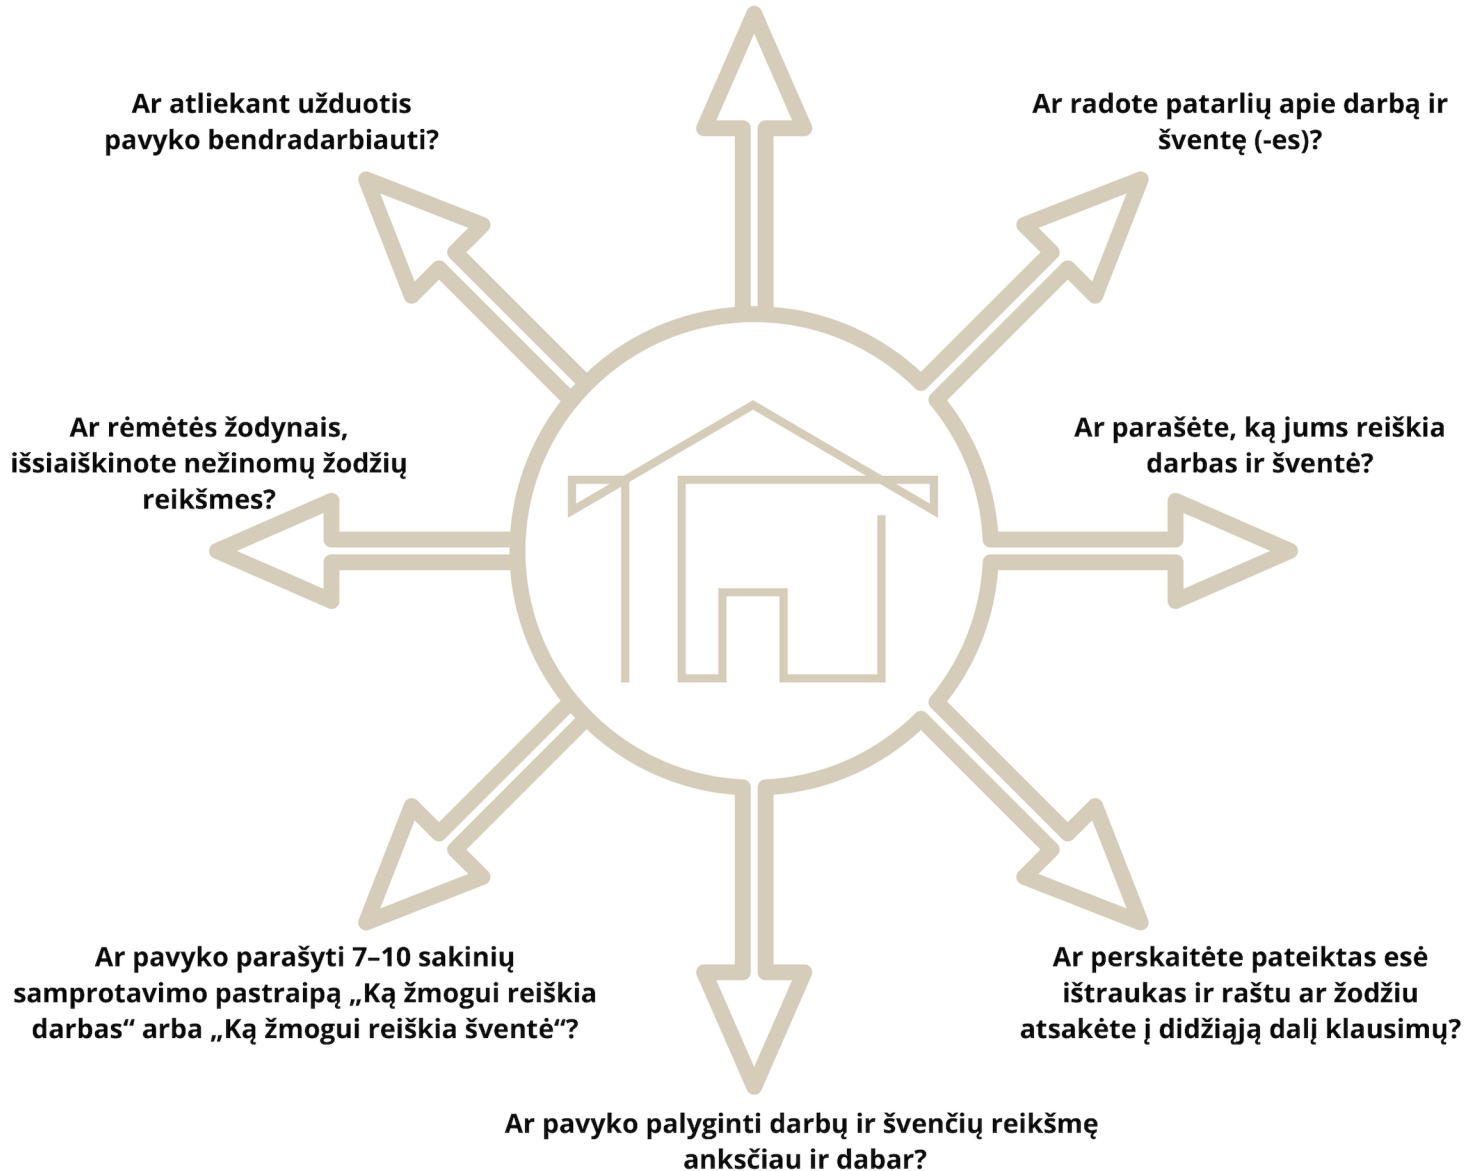 Ar atliekant užduotis
pavyko bendradarbiauti?
Ar radote patarlių apie darbą ir
šventę (-es)?
Ar rėmėtės žodynais,
išsiaiškinote nežinomų žodžių
reikšmes?
Ar parašėte, ką jums reiškia
darbas ir šventė?
Ar pavyko parašyti 7–10 sakinių
samprotavimo pastraipą „Ką žmogui reiškia
darbas“ arba „Ką žmogui reiškia šventė“?
Ar perskaitėte pateiktas esė
ištraukas ir raštu ar žodžiu
atsakėte į didžiąją dalį klausimų?
Ar pavyko palyginti darbų ir švenčių reikšmę
anksčiau ir dabar?